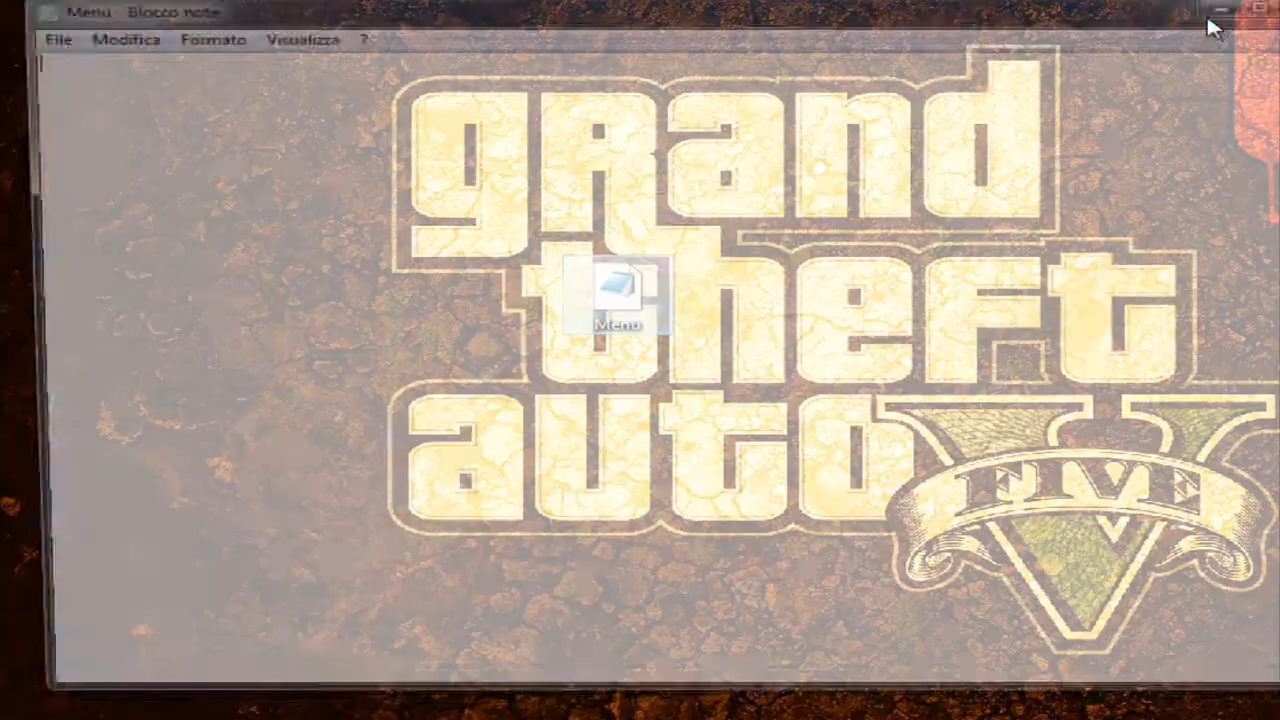 Menu Blocco note
File Modifica Formato Visualizza ?
grand
theft
auto V
FIVE
Menu